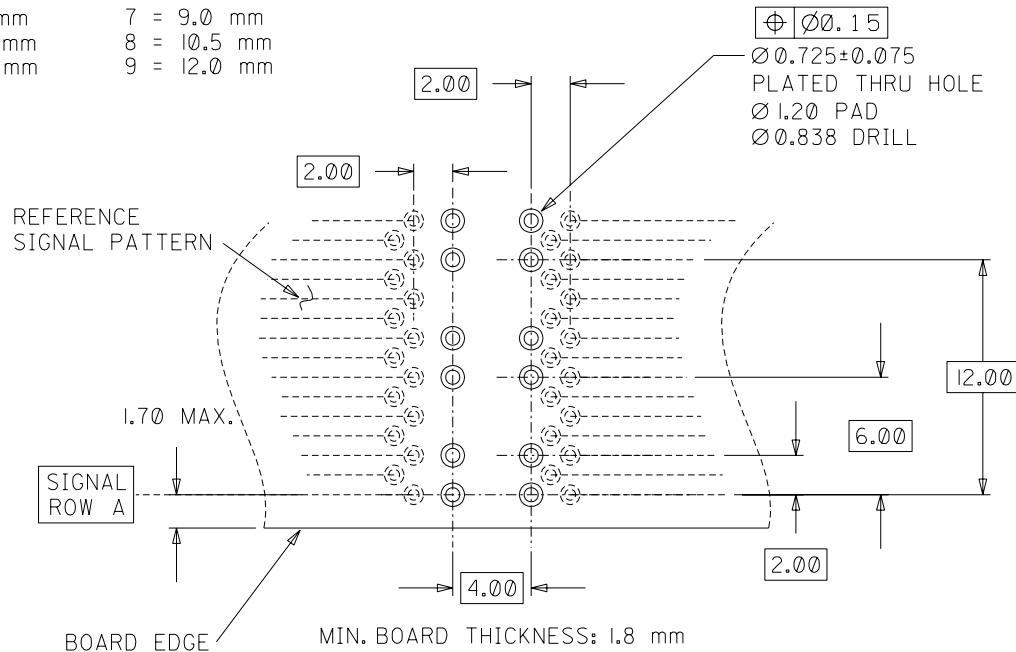 mm 7 = 9.0 mm
mm 8 = 10.5 mm
mm 9 = 12.0 mm
⌖ Ø0.15
Ø0.725±0.075
PLATED THRU HOLE
Ø1.20 PAD
Ø0.838 DRILL
2.00
2.00
REFERENCE
SIGNAL PATTERN
12.00
1.70 MAX.
6.00
SIGNAL
ROW A
2.00
4.00
BOARD EDGE
MIN. BOARD THICKNESS: 1.8 mm